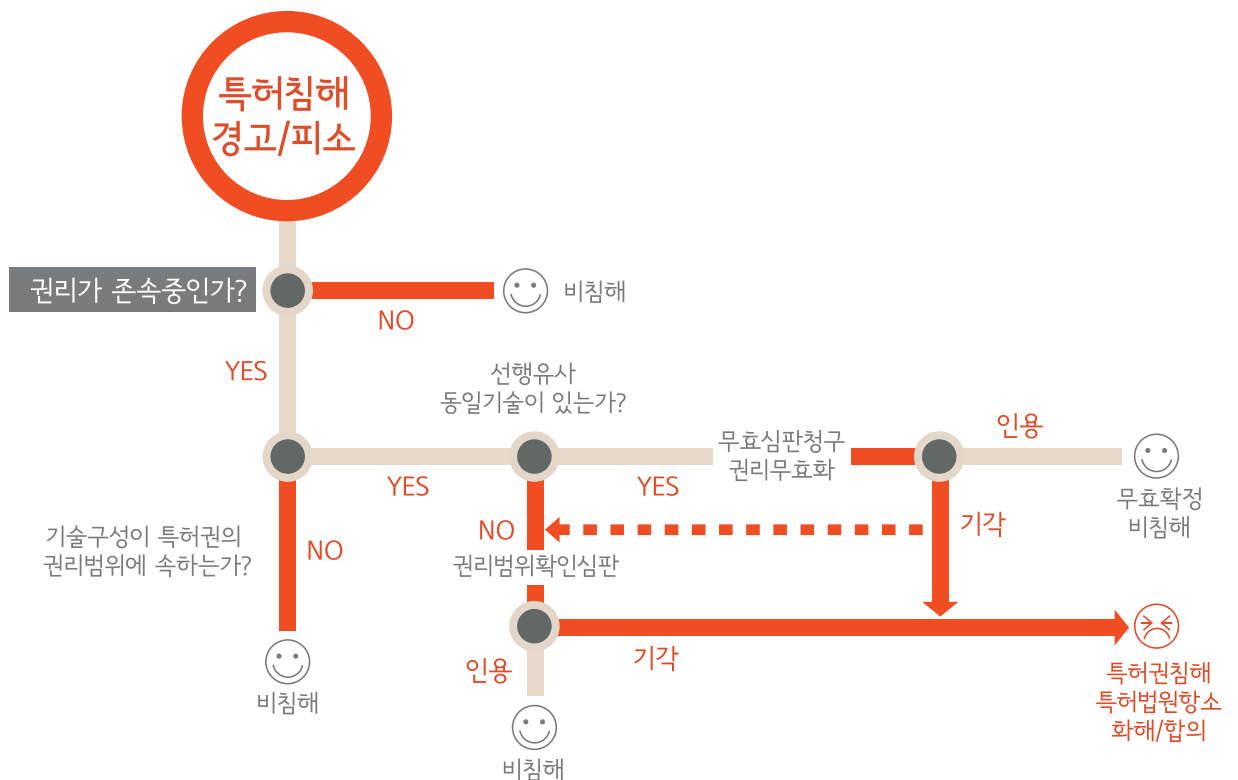 특허침해
경고/피소
권리가 존속중인가?
NO
비침해
YES
선행유사
동일기술이 있는가?
인용
무효심판청구
권리무효화
YES
YES
무효확정
비침해
기술구성이 특허권의
권리범위에 속하는가?
NO
NO
기각
권리범위확인심판
인용
기각
특허권침해
특허법원항소
화해/합의
비침해
비침해